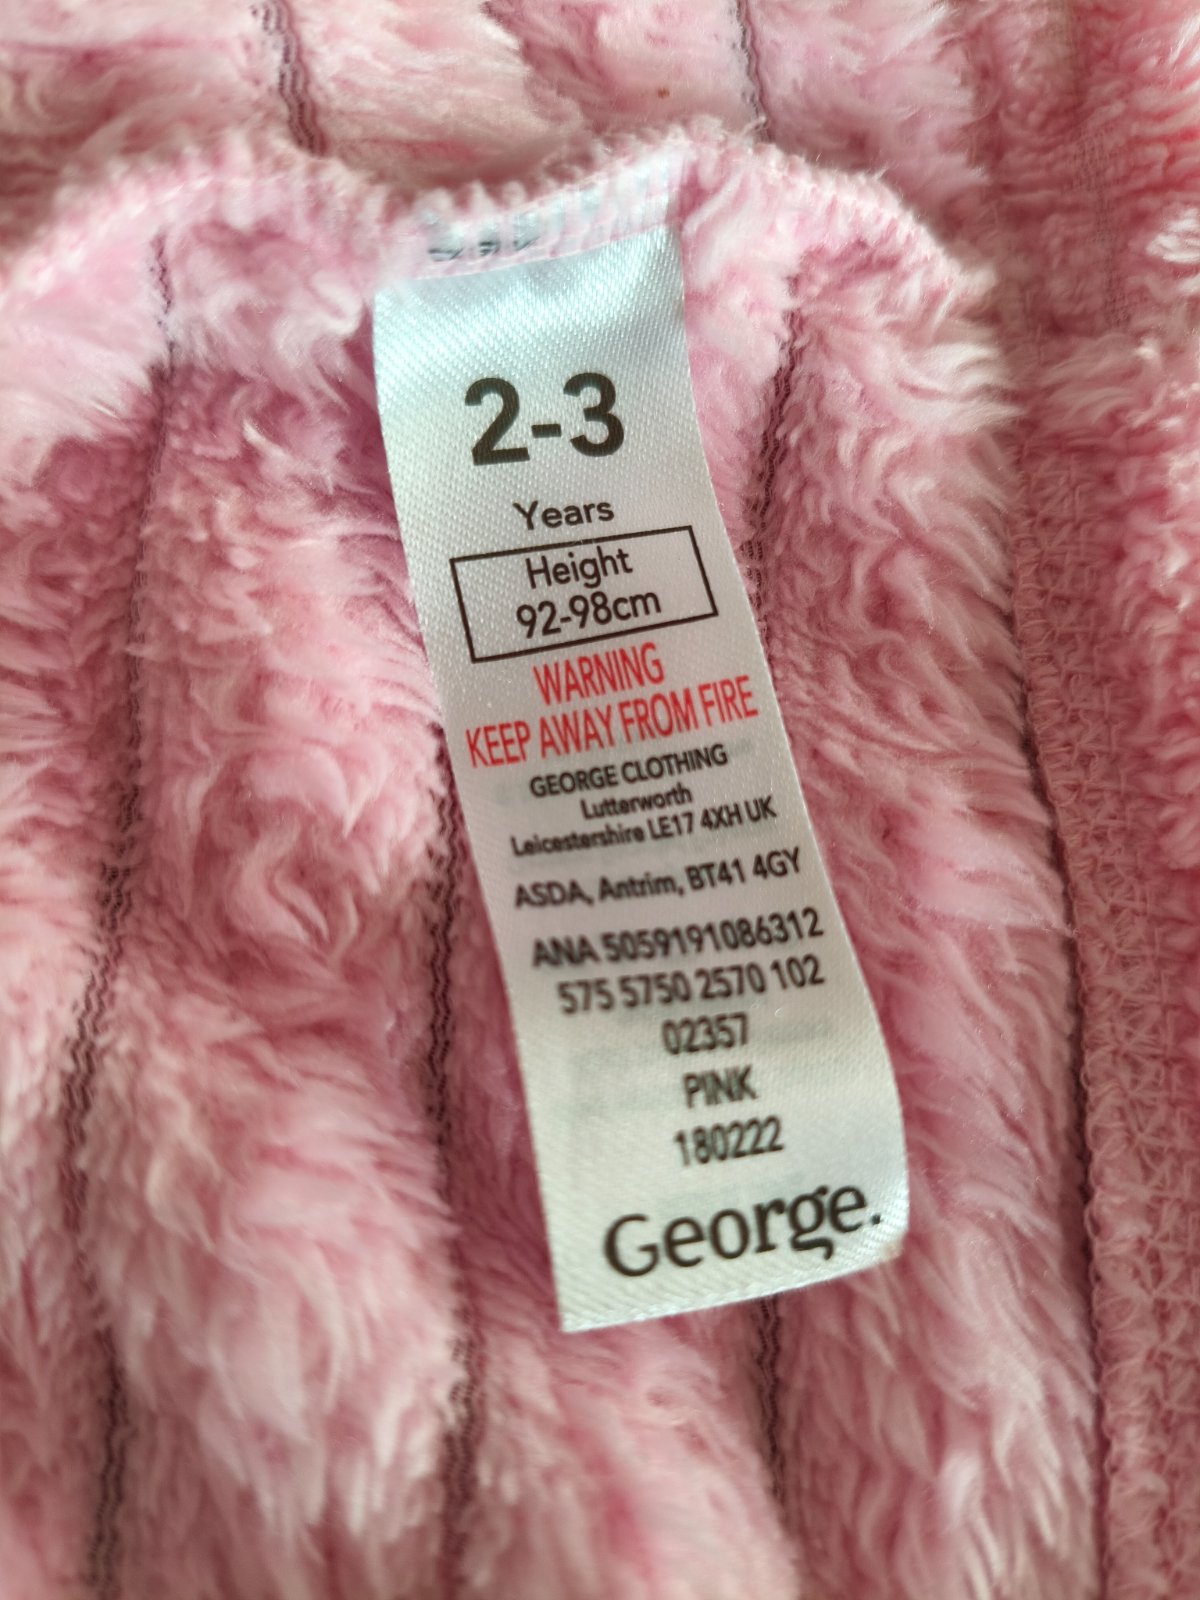 2-3
Years
Height
92-98cm
WARNING
KEEP AWAY FROM FIRE
GEORGE CLOTHING
Lutterworth
Leicestershire LE17 4XH UK
ASDA, Antrim, BT41 4GY
ANA 5059191086312
575 5750 2570 102
02357
PINK
180222
George.